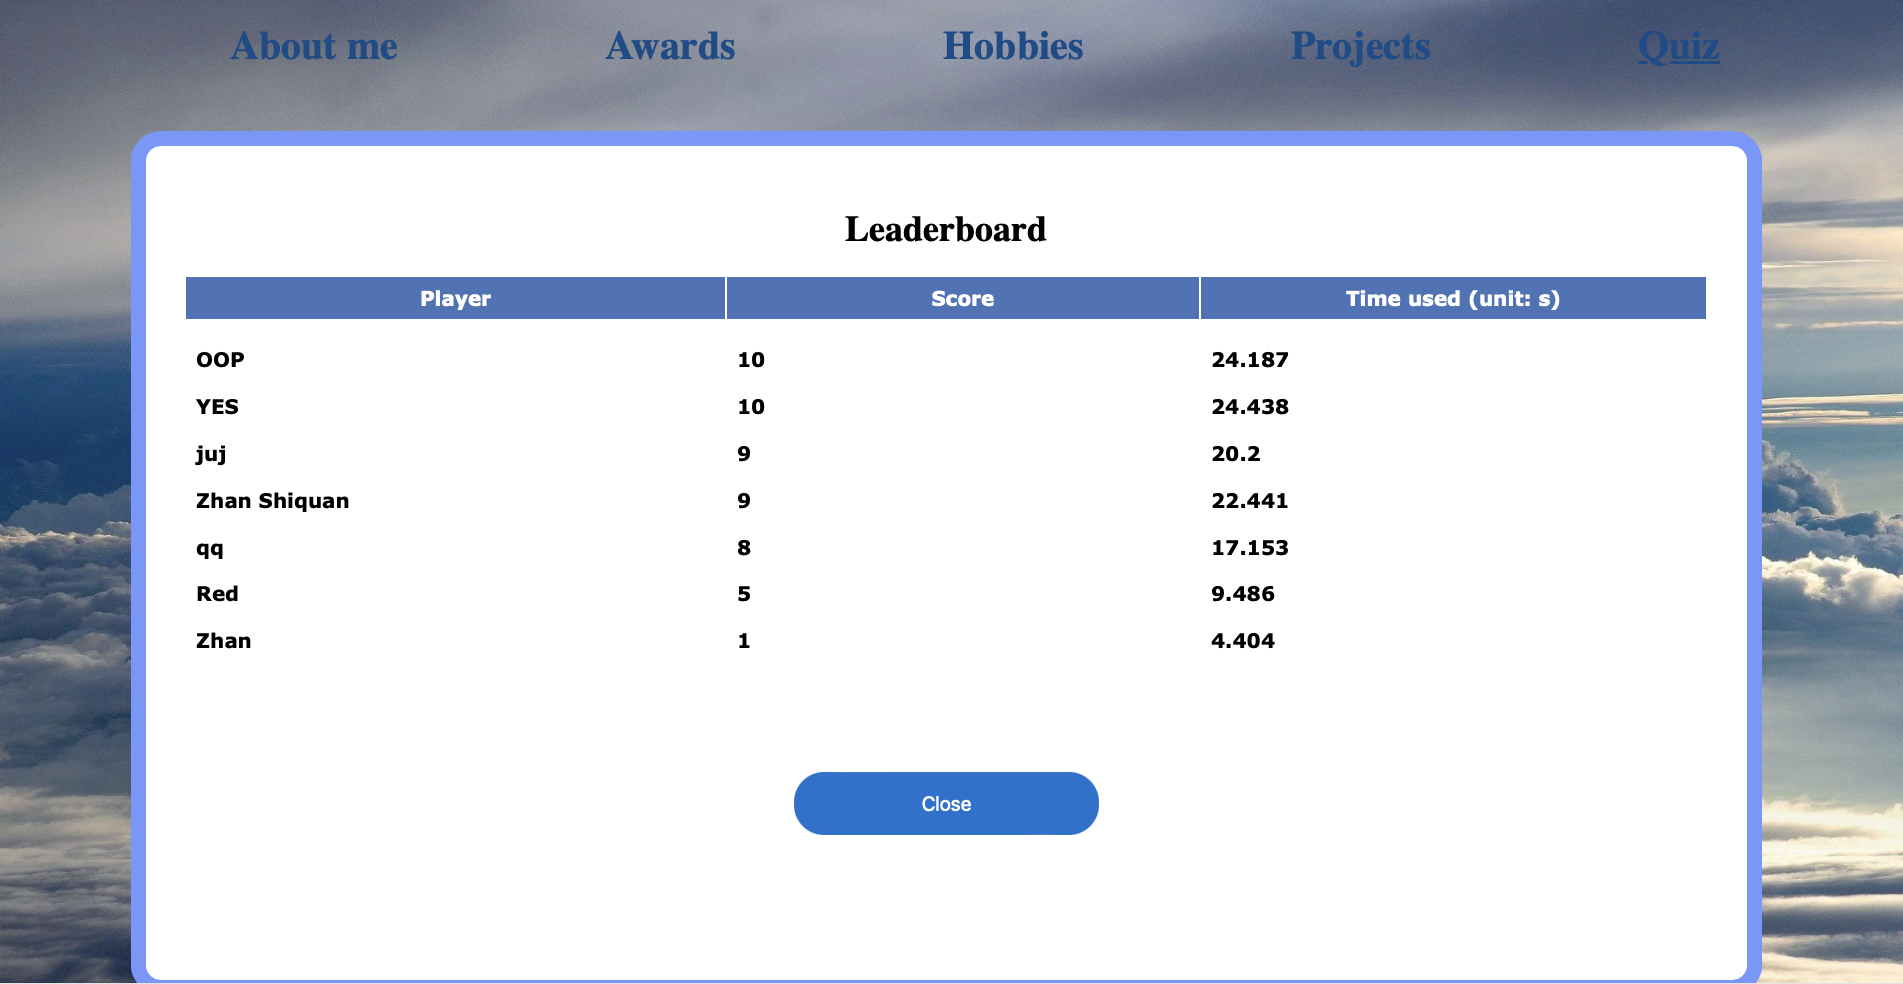 About me Awards Hobbies Projects Quiz
Leaderboard
Player Score Time used (unit: s)
OOP 10 24.187
YES 10 24.438
juj 9 20.2
Zhan Shiquan 9 22.441
qq 8 17.153
Red 5 9.486
Zhan 1 4.404
Close